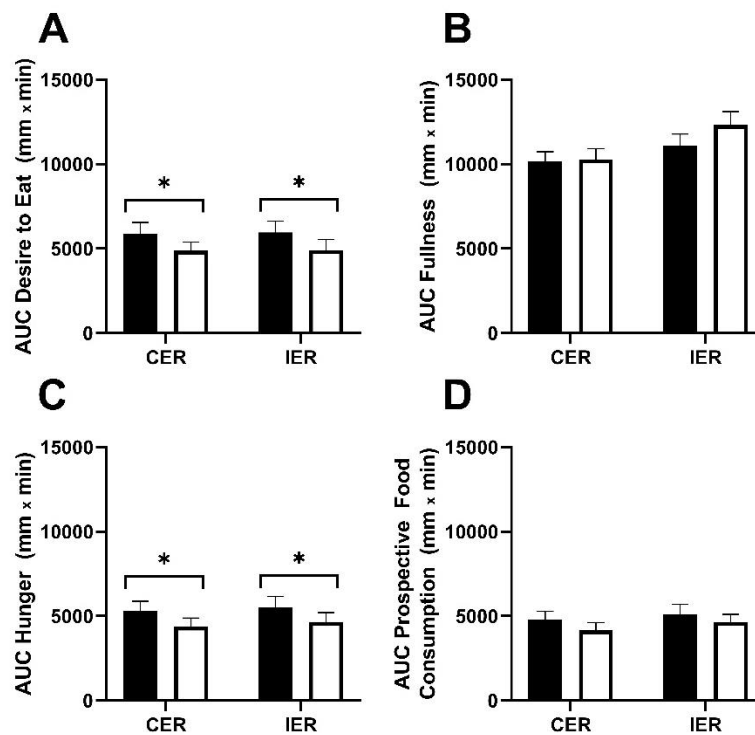 A
AUC Desire to Eat (mm x min)
15000
10000
5000
0
*
*
CER
IER
B
AUC Fullness (mm x min)
15000
10000
5000
0
CER
IER
C
AUC Hunger (mm x min)
15000
10000
5000
0
*
*
CER
IER
D
AUC Prospective Food
Consumption (mm x min)
15000
10000
5000
0
CER
IER